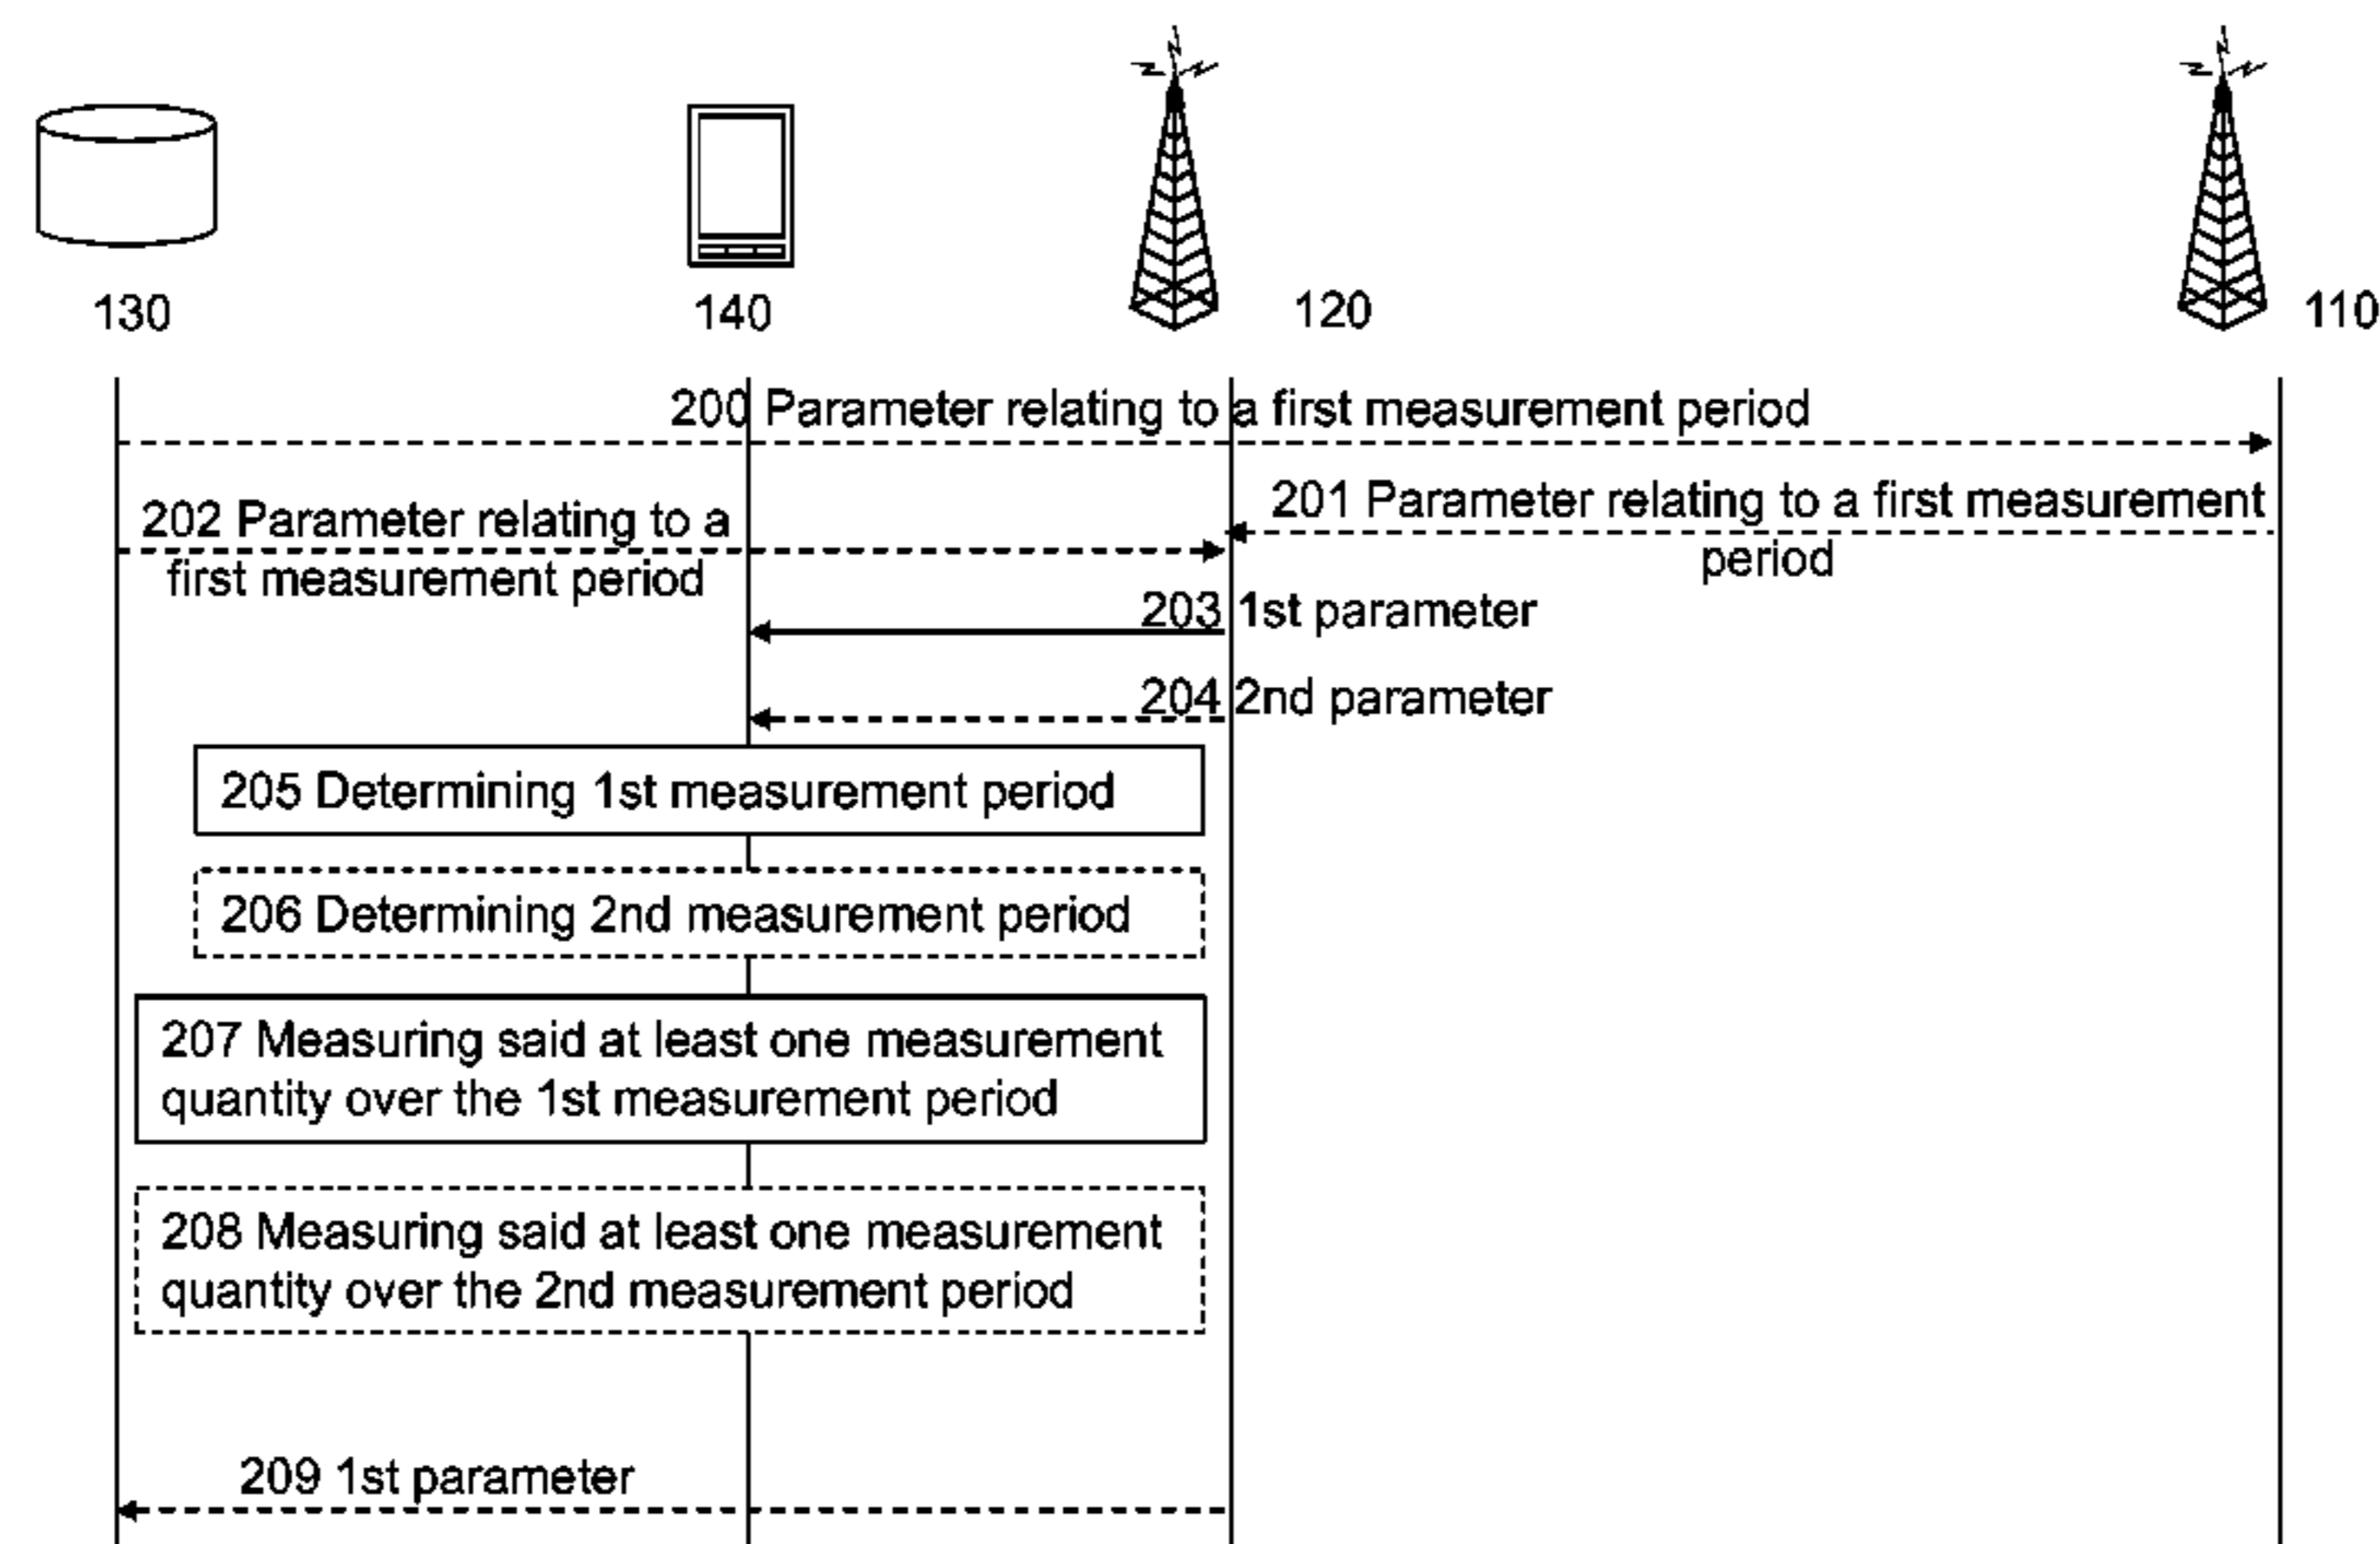 130
140
120
110
200 Parameter relating to a first measurement period
201 Parameter relating to a first measurement
period
202 Parameter relating to a
first measurement period
203 1st parameter
204 2nd parameter
205 Determining 1st measurement period
206 Determining 2nd measurement period
207 Measuring said at least one measurement
quantity over the 1st measurement period
208 Measuring said at least one measurement
quantity over the 2nd measurement period
209 1st parameter